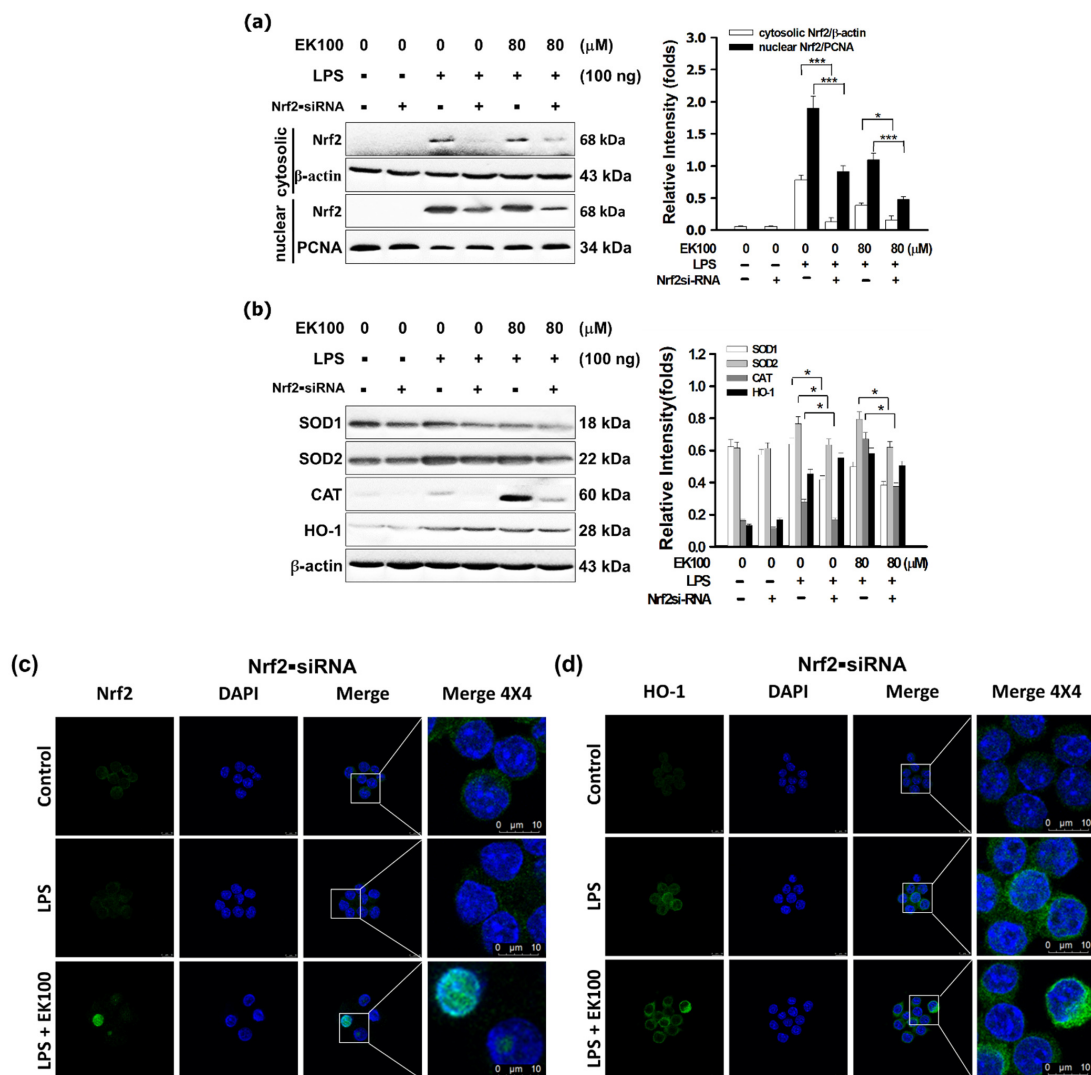 (a)
EK100 0 0 0 0 80 80 (μM)
LPS - - + + + + (100 ng)
Nrf2-siRNA - + - + - +
cytosolic
Nrf2 68 kDa
β-actin 43 kDa
nuclear
Nrf2 68 kDa
PCNA 34 kDa
cytosolic Nrf2/β-actin
nuclear Nrf2/PCNA
Relative Intensity (folds)
3.0
2.5
2.0
1.5
1.0
0.5
0.0
*** *** * ***
EK100 0 0 0 0 80 80 (μM)
LPS - - + + + +
Nrf2si-RNA - + - + - +
(b)
EK100 0 0 0 0 80 80 (μM)
LPS - - + + + + (100 ng)
Nrf2-siRNA - + - + - +
SOD1 18 kDa
SOD2 22 kDa
CAT 60 kDa
HO-1 28 kDa
β-actin 43 kDa
SOD1
SOD2
CAT
HO-1
Relative Intensity(folds)
1.2
1.0
0.8
0.6
0.4
0.2
0.0
* * * * *
EK100 0 0 0 0 80 80 (μM)
LPS - - + + + +
Nrf2si-RNA - + - + - +
(c)
Nrf2-siRNA
Nrf2 DAPI Merge Merge 4X4
Control
0 µm 10
LPS
0 µm 10
LPS + EK100
0 µm 10
(d)
Nrf2-siRNA
HO-1 DAPI Merge Merge 4X4
Control
0 µm 10
LPS
0 µm 10
LPS + EK100
0 µm 10